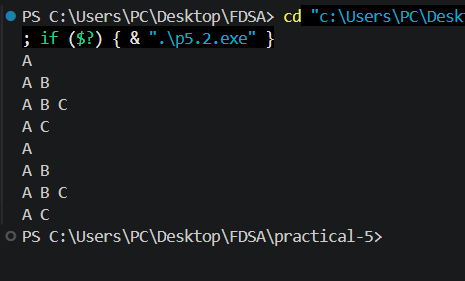 PS C:\Users\PC\Desktop\FDSA> cd "c:\Users\PC\Desk
; if ($?) { & ".\p5.2.exe" }
A
A B
A B C
A C
A
A B
A B C
A C
PS C:\Users\PC\Desktop\FDSA\practical-5>